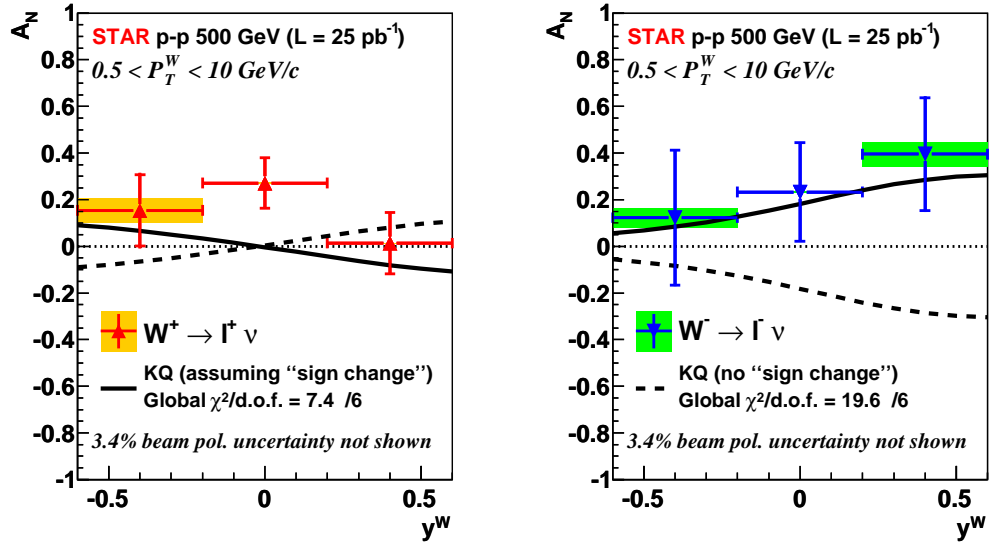 A_N
1
0.8
0.6
0.4
0.2
0
-0.2
-0.4
-0.6
-0.8
-1
STAR p-p 500 GeV (L = 25 pb⁻¹)
0.5 < P_T^W < 10 GeV/c
W⁺ → l⁺ ν
KQ (assuming “sign change”)
Global χ²/d.o.f. = 7.4 /6
3.4% beam pol. uncertainty not shown
-0.5 0 0.5
y^W
A_N
1
0.8
0.6
0.4
0.2
0
-0.2
-0.4
-0.6
-0.8
-1
STAR p-p 500 GeV (L = 25 pb⁻¹)
0.5 < P_T^W < 10 GeV/c
W⁻ → l⁻ ν
KQ (no “sign change”)
Global χ²/d.o.f. = 19.6 /6
3.4% beam pol. uncertainty not shown
-0.5 0 0.5
y^W